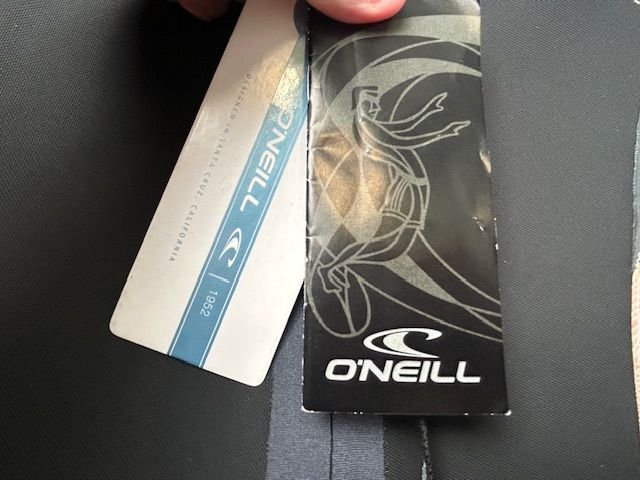 O'NEILL
1952
DESIGNED IN SANTA CRUZ, CALIFORNIA
O'NEILL